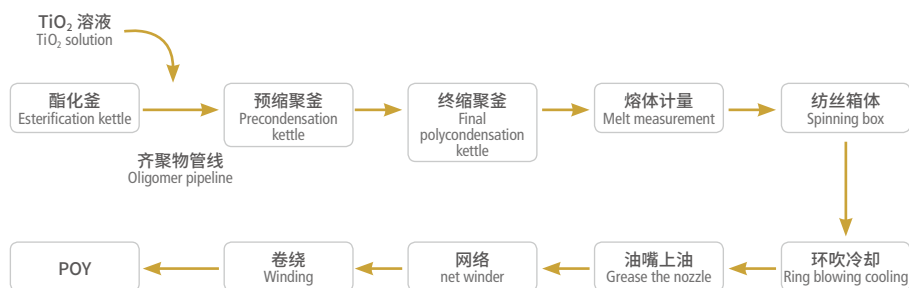 TiO₂ 溶液
TiO₂ solution
酯化釜
Esterification kettle
预缩聚釜
Precondensation
kettle
终缩聚釜
Final
polycondensation
kettle
熔体计量
Melt measurement
纺丝箱体
Spinning box
齐聚物管线
Oligomer pipeline
POY
卷绕
Winding
网络
net winder
油嘴上油
Grease the nozzle
环吹冷却
Ring blowing cooling